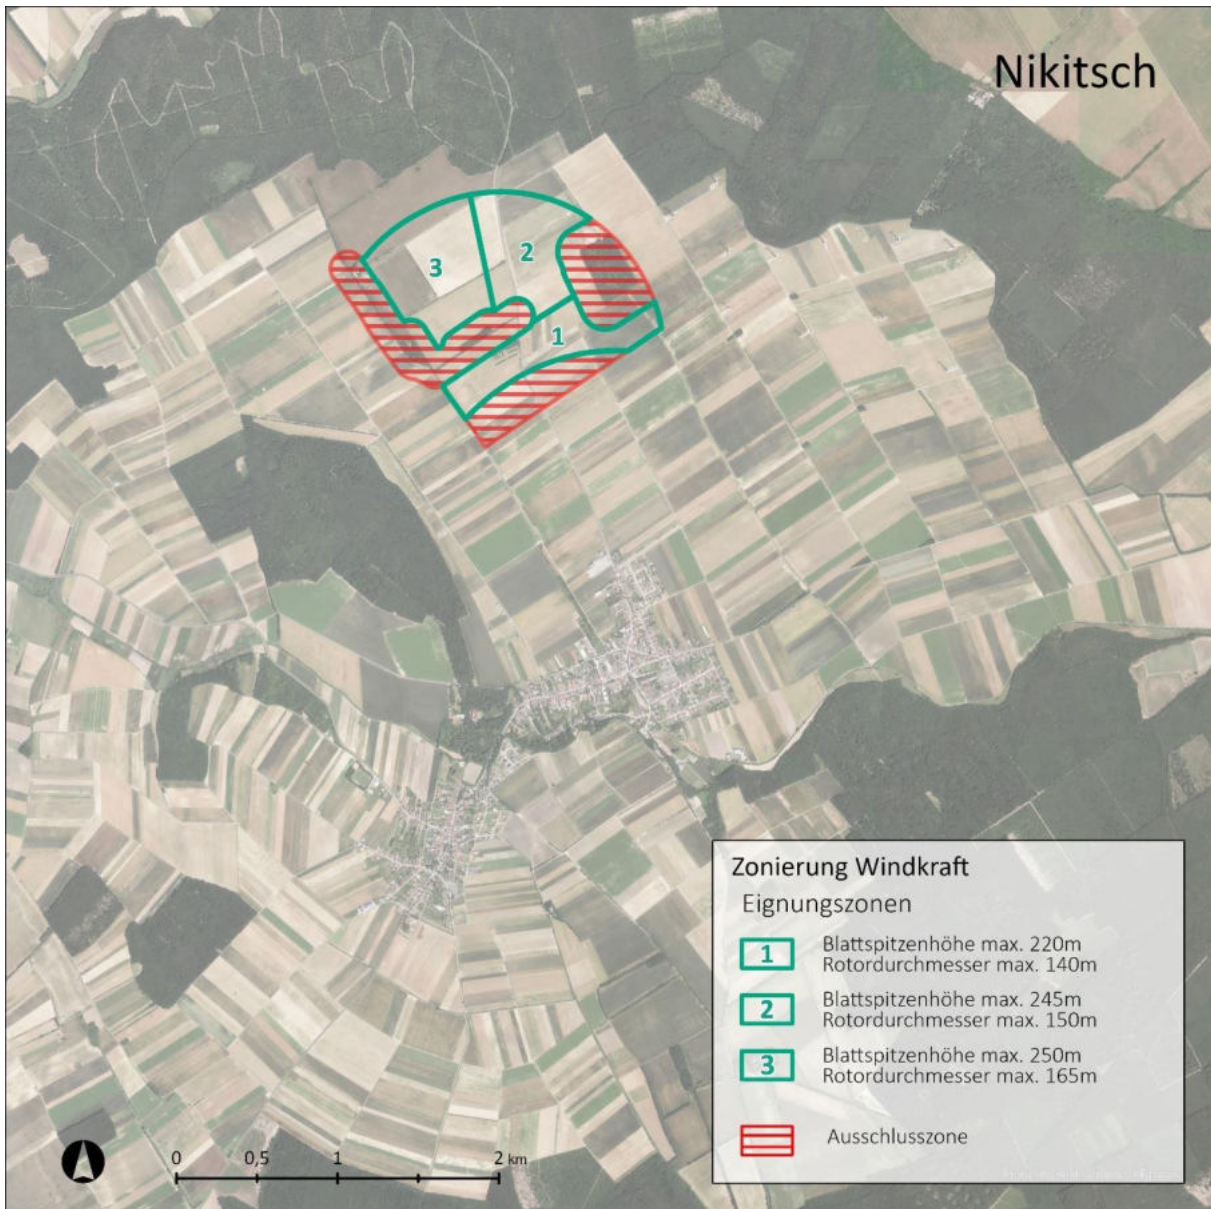 Nikitsch
3
2
1
Zonierung Windkraft
Eignungszonen
1
Blattspitzenhöhe max. 220m
Rotordurchmesser max. 140m
2
Blattspitzenhöhe max. 245m
Rotordurchmesser max. 150m
3
Blattspitzenhöhe max. 250m
Rotordurchmesser max. 165m
Ausschlusszone
0 0,5 1 2 km